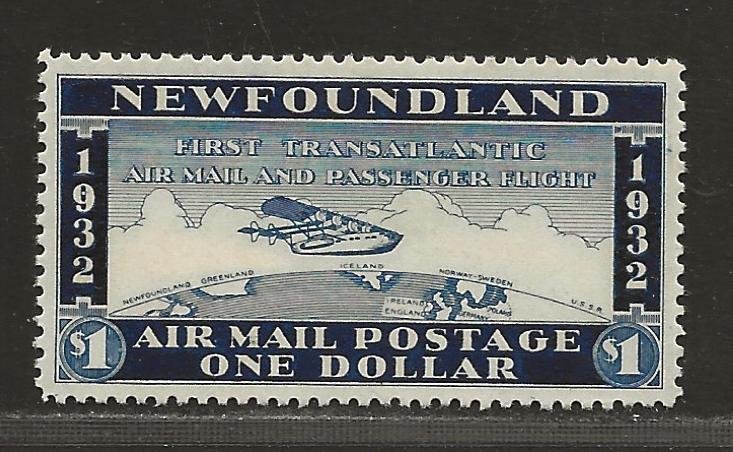 NEWFOUNDLAND
FIRST TRANSATLANTIC
AIR MAIL AND PASSENGER FLIGHT
1932
1932
ICELAND
NEWFOUNDLAND GREENLAND
NORWAY-SWEDEN
IRELAND
ENGLAND
GERMANY
POLAND
U.S.S.R.
$1
AIR MAIL POSTAGE
ONE DOLLAR
$1